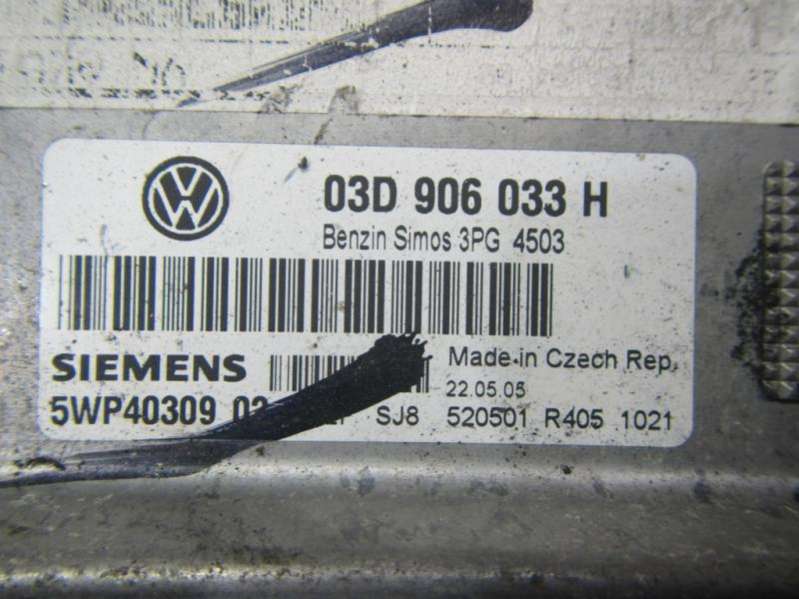 03D 906 033 H
Benzin Simos 3PG 4503
SIEMENS
Made in Czech Rep.
22.05.05
5WP40309 SJ8 520501 R405 1021